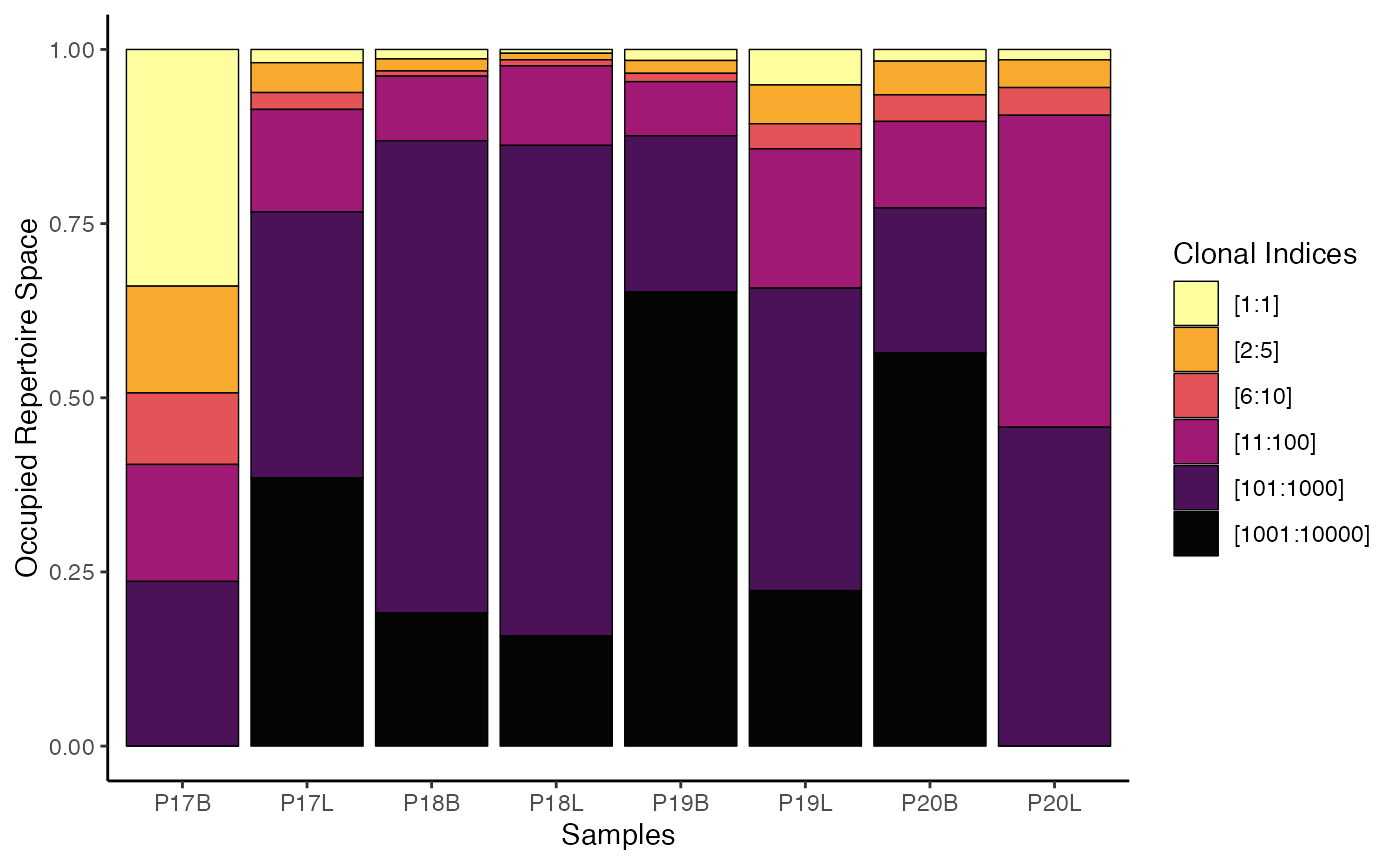 Occupied Repertoire Space
1.00
0.75
0.50
0.25
0.00
P17B P17L P18B P18L P19B P19L P20B P20L
Samples
Clonal Indices
[1:1]
[2:5]
[6:10]
[11:100]
[101:1000]
[1001:10000]